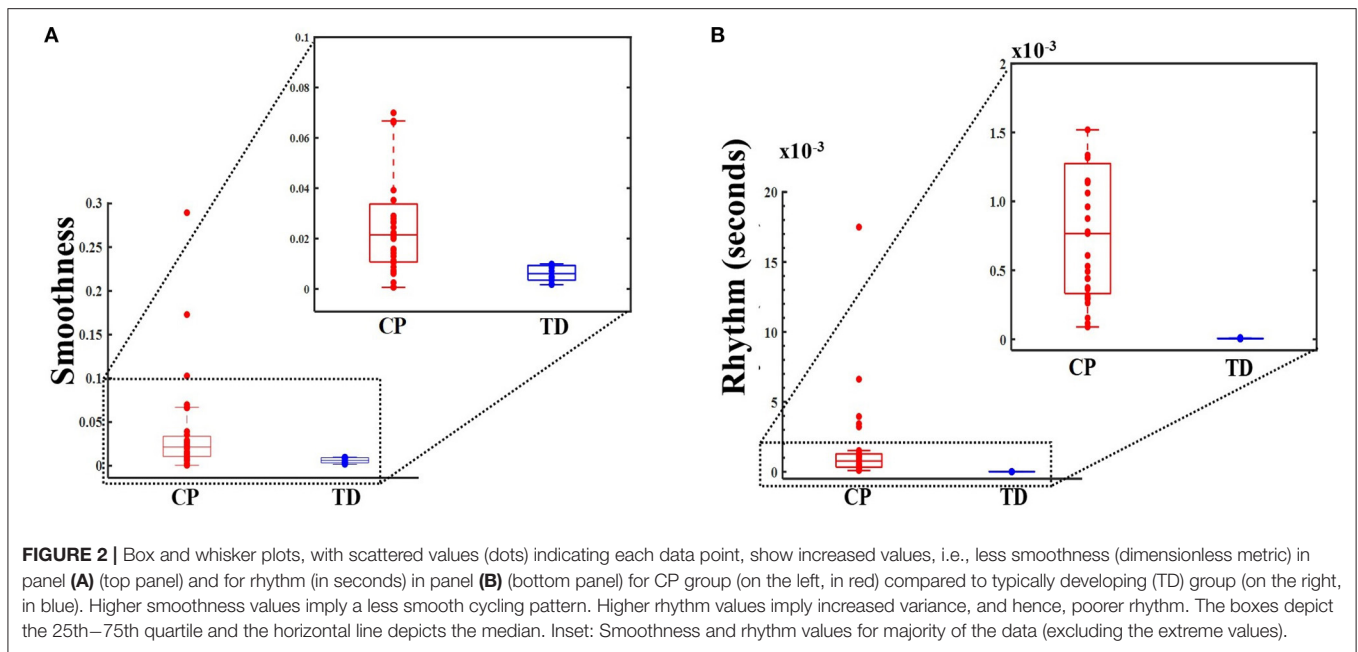 A
B
0.1
0.08
0.06
0.04
0.02
0
CP
TD
Smoothness
0.3
0.25
0.2
0.15
0.1
0.05
0
CP
TD
x10⁻³
2
1.5
1.0
0.5
0
CP
TD
Rhythm (seconds)
x10⁻³
20
15
10
5
0
CP
TD
FIGURE 2 | Box and whisker plots, with scattered values (dots) indicating each data point, show increased values, i.e., less smoothness (dimensionless metric) in
panel (A) (top panel) and for rhythm (in seconds) in panel (B) (bottom panel) for CP group (on the left, in red) compared to typically developing (TD) group (on the right,
in blue). Higher smoothness values imply a less smooth cycling pattern. Higher rhythm values imply increased variance, and hence, poorer rhythm. The boxes depict
the 25th–75th quartile and the horizontal line depicts the median. Inset: Smoothness and rhythm values for majority of the data (excluding the extreme values).